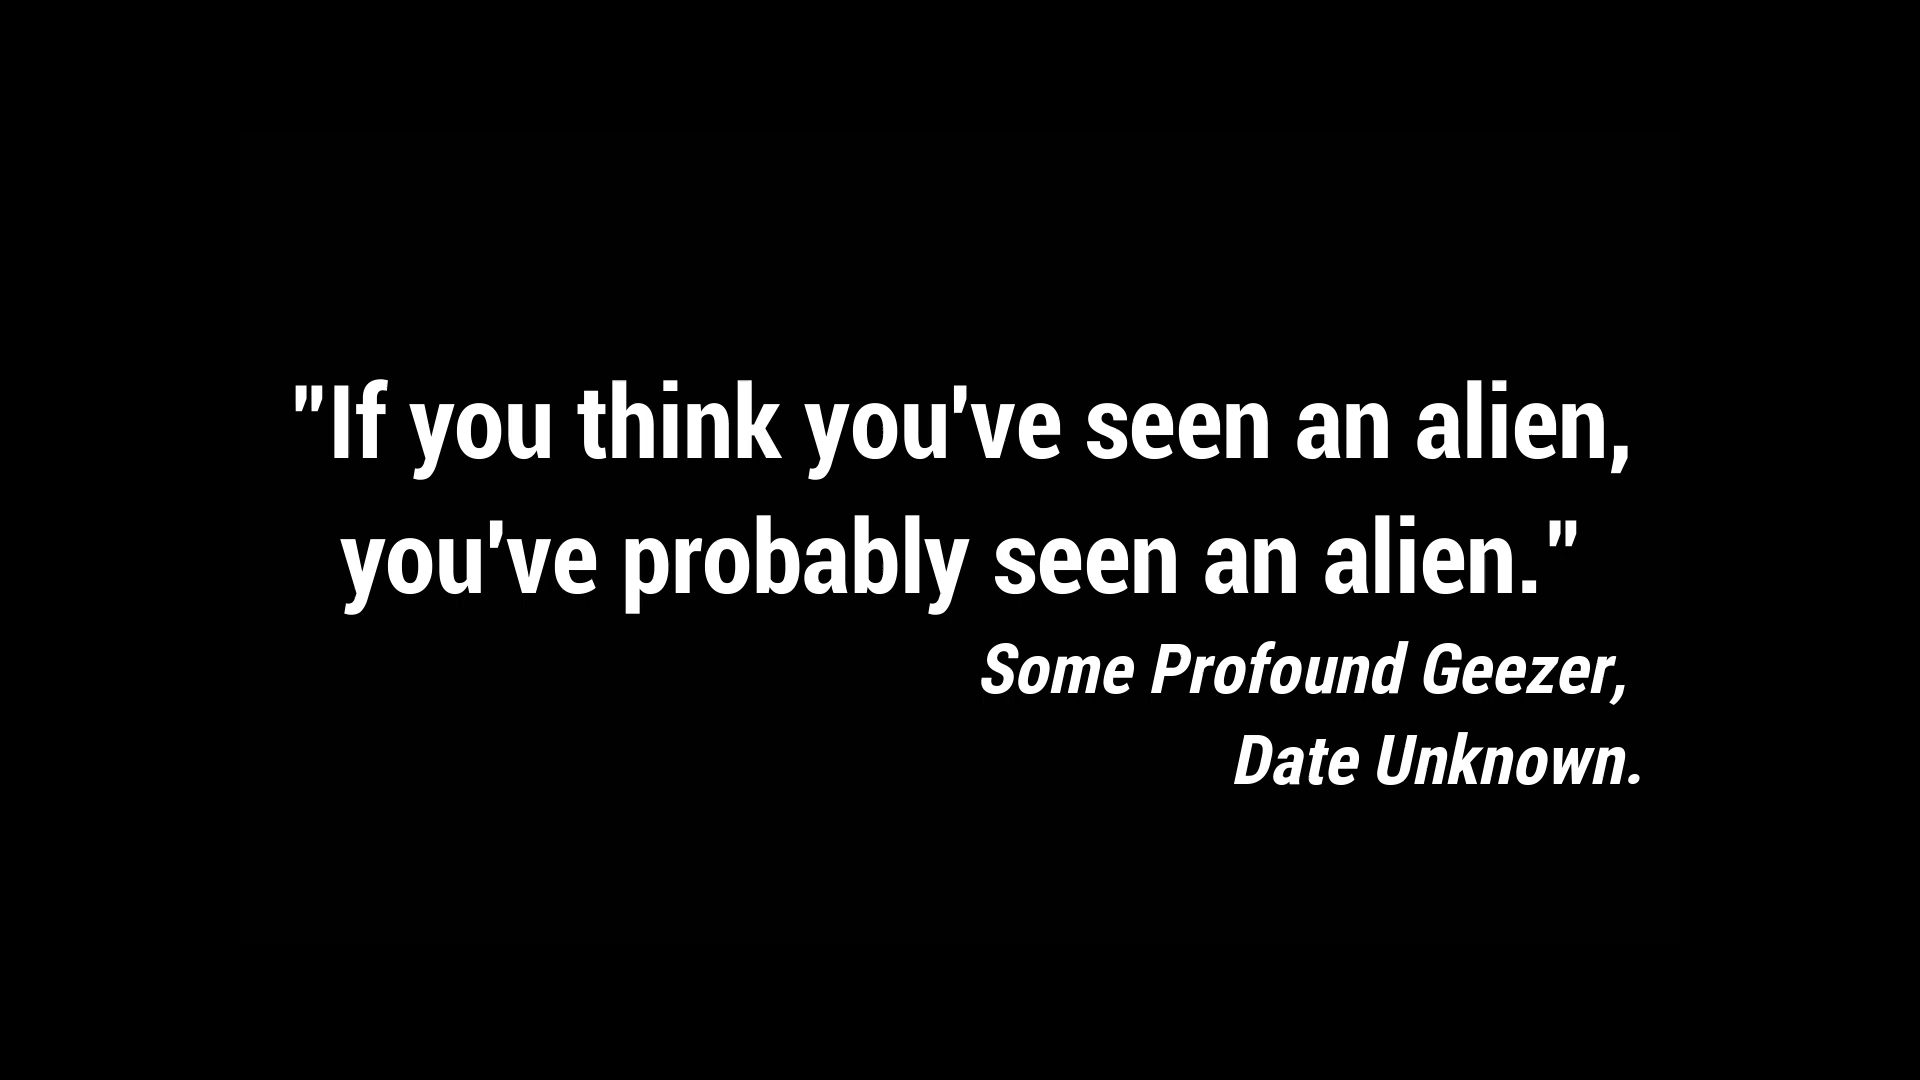 "If you think you've seen an alien,
you've probably seen an alien."
Some Profound Geezer,
Date Unknown.